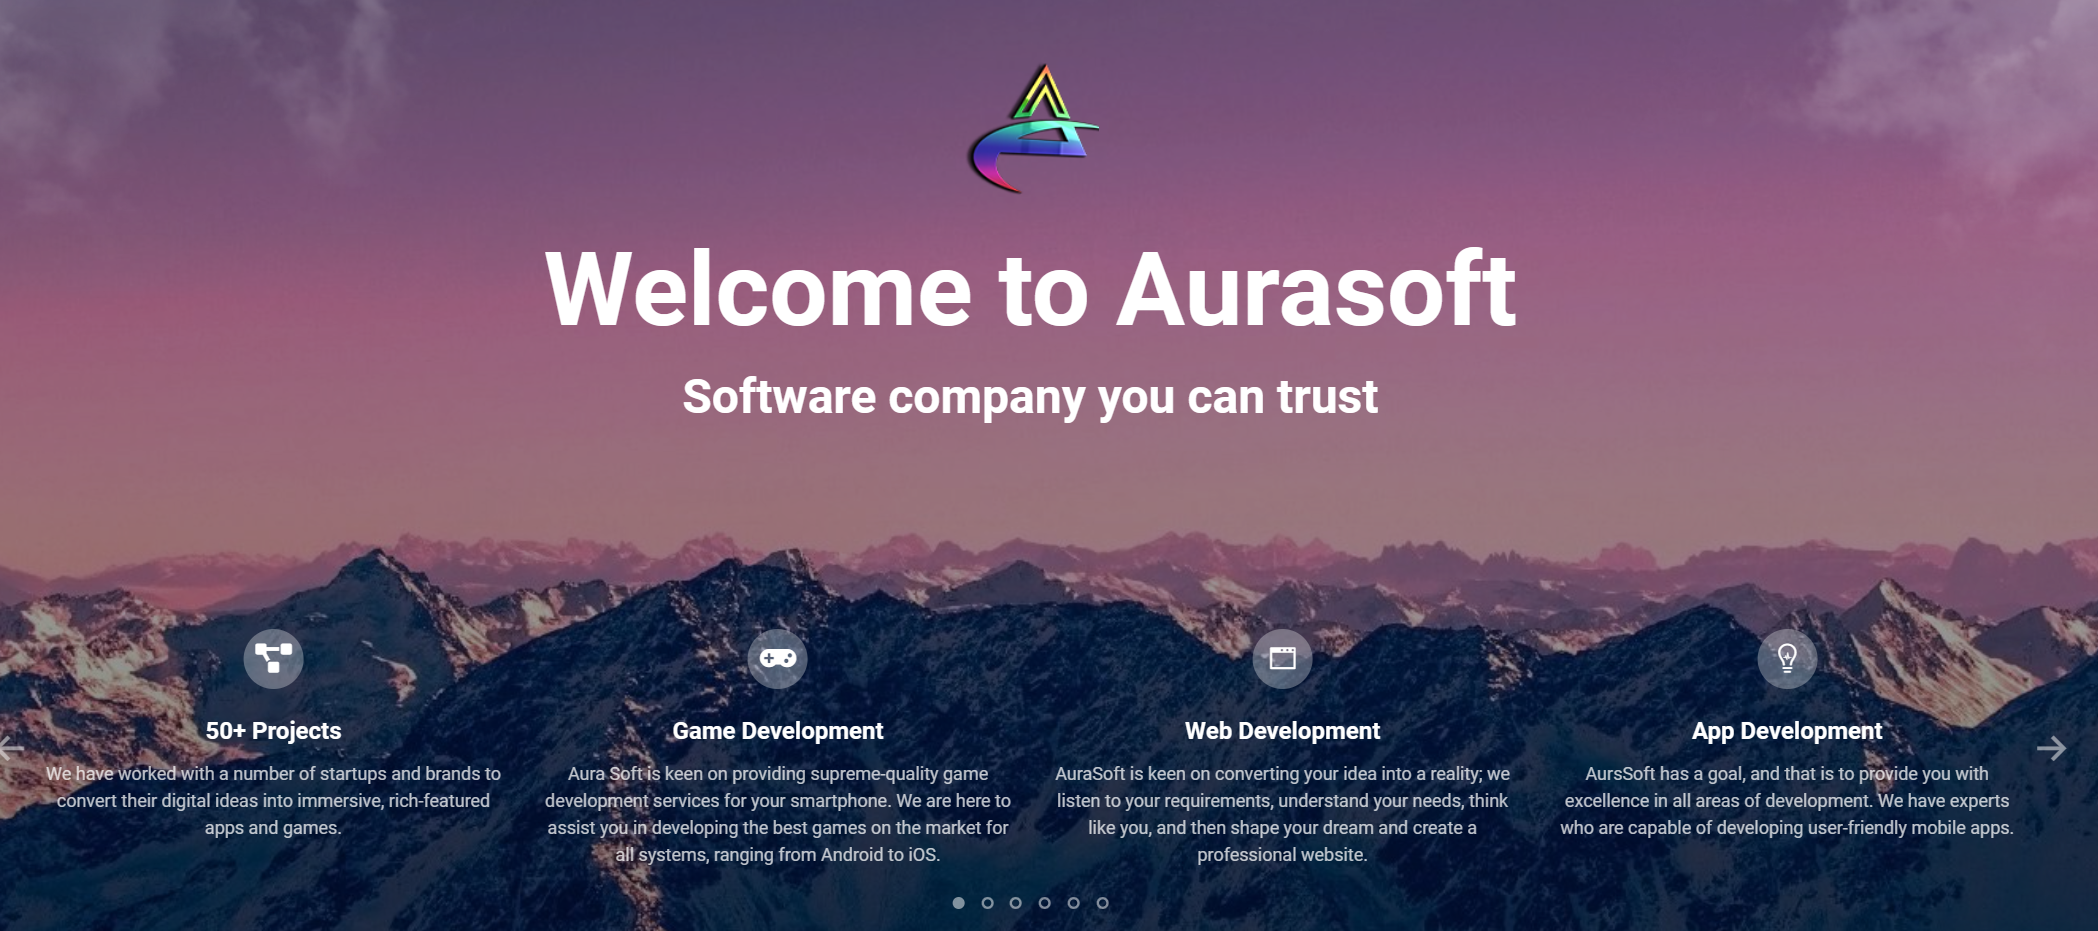 Welcome to Aurasoft
Software company you can trust
50+ Projects
We have worked with a number of startups and brands to
convert their digital ideas into immersive, rich-featured
apps and games.
Game Development
Aura Soft is keen on providing supreme-quality game
development services for your smartphone. We are here to
assist you in developing the best games on the market for
all systems, ranging from Android to iOS.
Web Development
AuraSoft is keen on converting your idea into a reality; we
listen to your requirements, understand your needs, think
like you, and then shape your dream and create a
professional website.
App Development
AursSoft has a goal, and that is to provide you with
excellence in all areas of development. We have experts
who are capable of developing user-friendly mobile apps.